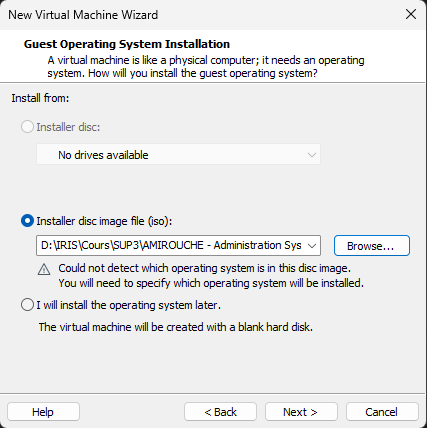 New Virtual Machine Wizard
Guest Operating System Installation
A virtual machine is like a physical computer; it needs an operating
system. How will you install the guest operating system?
Install from:
Installer disc:
No drives available
Installer disc image file (iso):
D:\IRIS\Cours\SUP3\AMIROUCHE - Administration Sys
Browse...
Could not detect which operating system is in this disc image.
You will need to specify which operating system will be installed.
I will install the operating system later.
The virtual machine will be created with a blank hard disk.
Help
< Back
Next >
Cancel